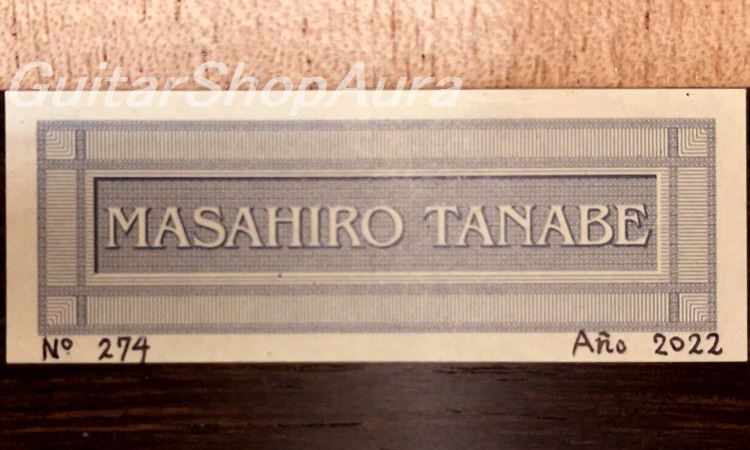 GuitarShopAura
MASAHIRO TANABE
Nº 274
Año 2022